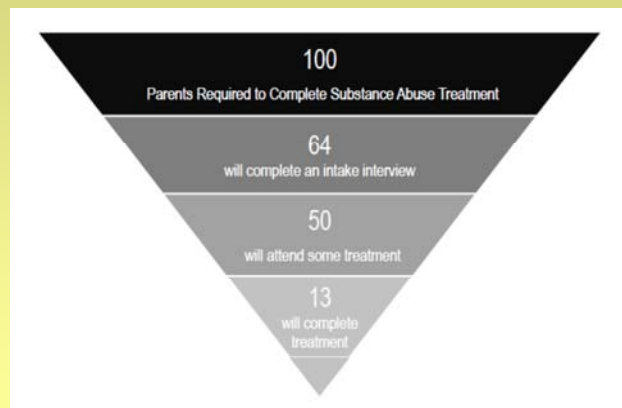 100
Parents Required to Complete Substance Abuse Treatment
64
will complete an intake interview
50
will attend some treatment
13
will complete
treatment